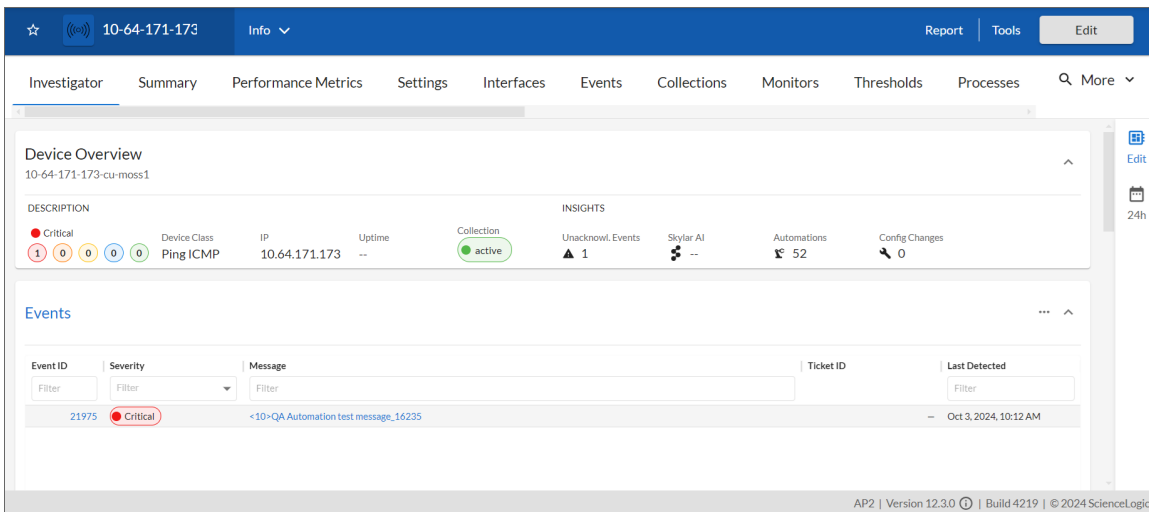 10-64-171-173
Info
Report
Tools
Edit
Investigator Summary Performance Metrics Settings Interfaces Events Collections Monitors Thresholds Processes More
Device Overview
10-64-171-173-cu-moss1
Edit
24h
DESCRIPTION
INSIGHTS
Critical
Device Class
IP
Uptime
Collection
Unacknowl. Events
Skylar AI
Automations
Config Changes
1 0 0 0 0
Ping ICMP
10.64.171.173
--
active
1
--
52
0
Events
Event ID Severity Message Ticket ID Last Detected
Filter Filter Filter Filter
21975 Critical <10>QA Automation test message_16235 -- Oct 3, 2024, 10:12 AM
AP2 | Version 12.3.0 | Build 4219 | © 2024 ScienceLogic